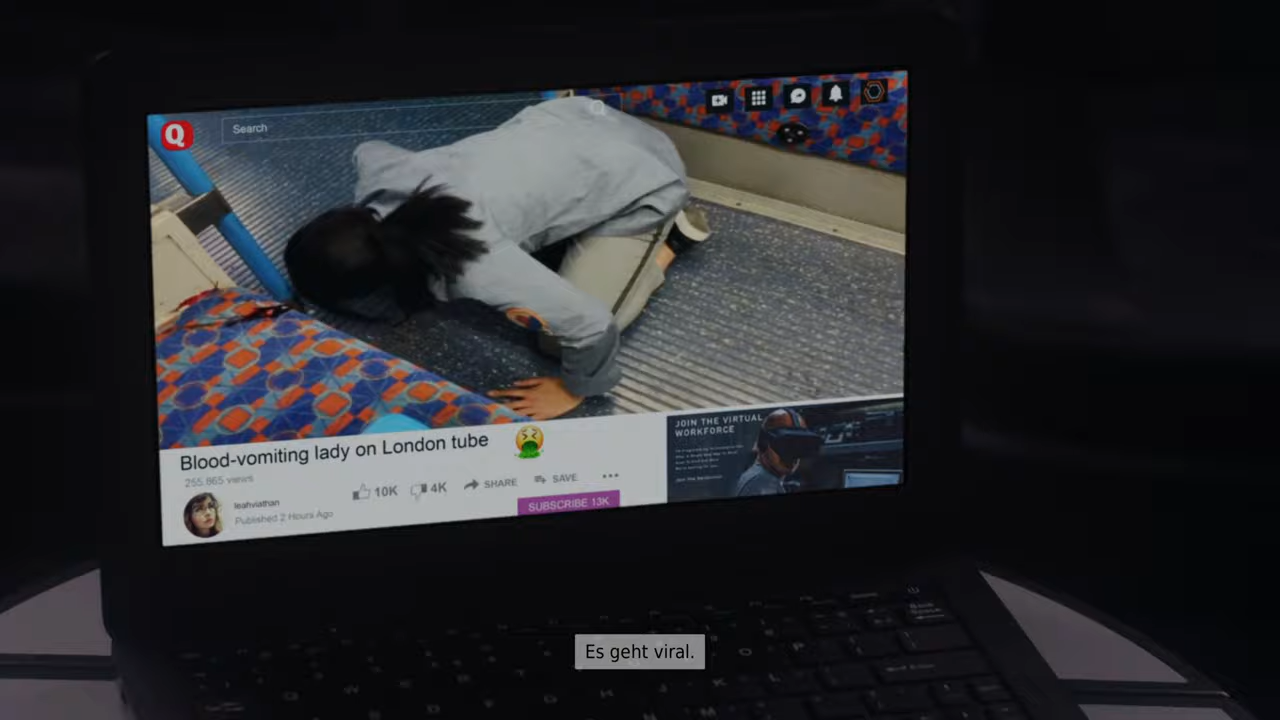 Q
Search
JOIN THE VIRTUAL
WORKFORCE
Blood-vomiting lady on London tube
255.865 views
10K 4K SHARE SAVE
leahviathan
Published 2 Hours Ago
SUBSCRIBE 13K
Es geht viral.